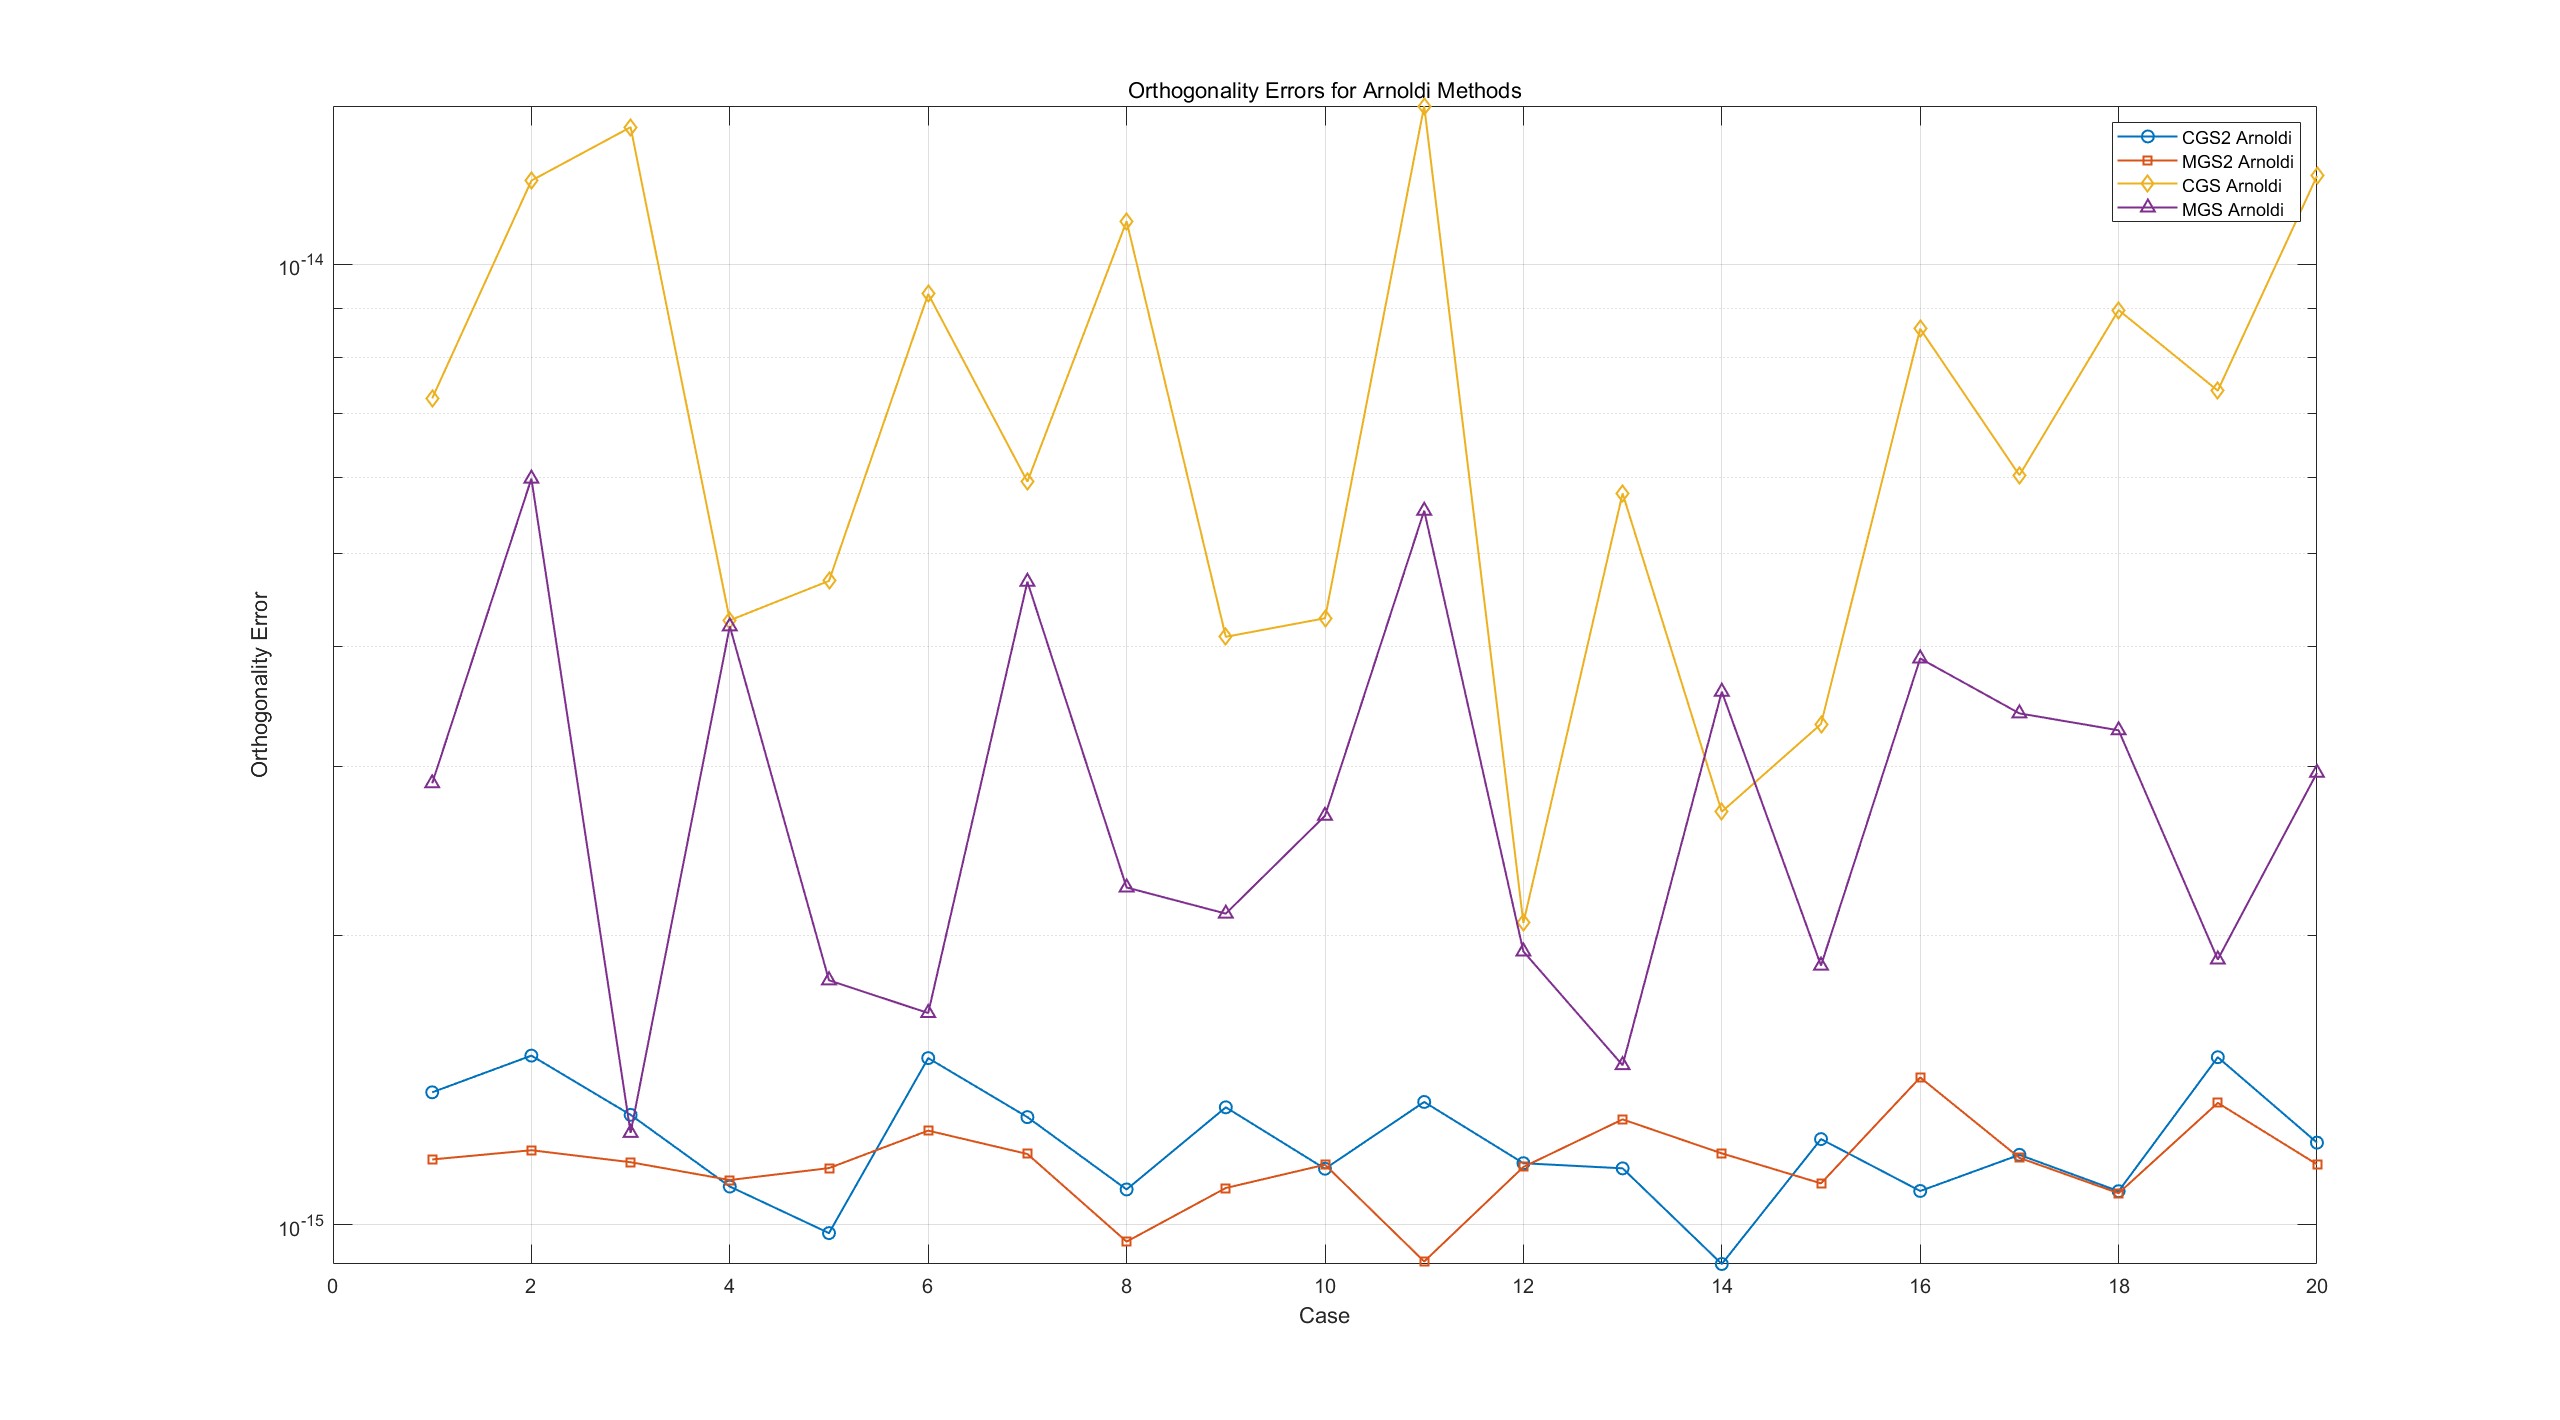 Orthogonality Errors for Arnoldi Methods
CGS2 Arnoldi
MGS2 Arnoldi
CGS Arnoldi
MGS Arnoldi
10^-14
Orthogonality Error
10^-15
0 2 4 6 8 10 12 14 16 18 20
Case